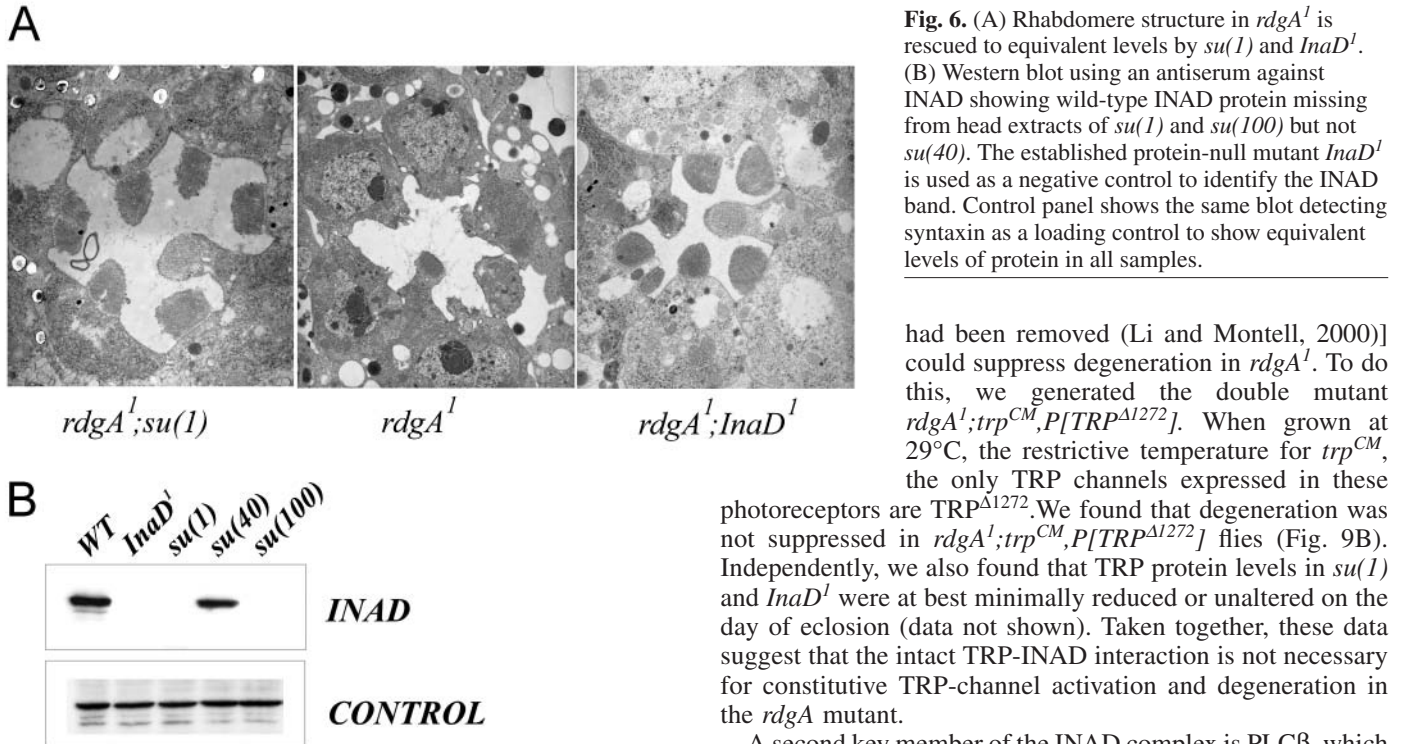 A
rdgA¹;su(1)
rdgA¹
rdgA¹;InaD¹
B
WT
InaD¹
su(1)
su(40)
su(100)
INAD
CONTROL
Fig. 6. (A) Rhabdomere structure in rdgA¹ is
rescued to equivalent levels by su(1) and InaD¹.
(B) Western blot using an antiserum against
INAD showing wild-type INAD protein missing
from head extracts of su(1) and su(100) but not
su(40). The established protein-null mutant InaD¹
is used as a negative control to identify the INAD
band. Control panel shows the same blot detecting
syntaxin as a loading control to show equivalent
levels of protein in all samples.
had been removed (Li and Montell, 2000)]
could suppress degeneration in rdgA¹. To do
this, we generated the double mutant
rdgA¹;trpᶜᴹ,P[TRPᐞ¹²⁷²]. When grown at
29°C, the restrictive temperature for trpᶜᴹ,
the only TRP channels expressed in these
photoreceptors are TRPᐞ¹²⁷².We found that degeneration was
not suppressed in rdgA¹;trpᶜᴹ,P[TRPᐞ¹²⁷²] flies (Fig. 9B).
Independently, we also found that TRP protein levels in su(1)
and InaD¹ were at best minimally reduced or unaltered on the
day of eclosion (data not shown). Taken together, these data
suggest that the intact TRP-INAD interaction is not necessary
for constitutive TRP-channel activation and degeneration in
the rdgA mutant.
A second key member of the INAD complex is PLCβ, which